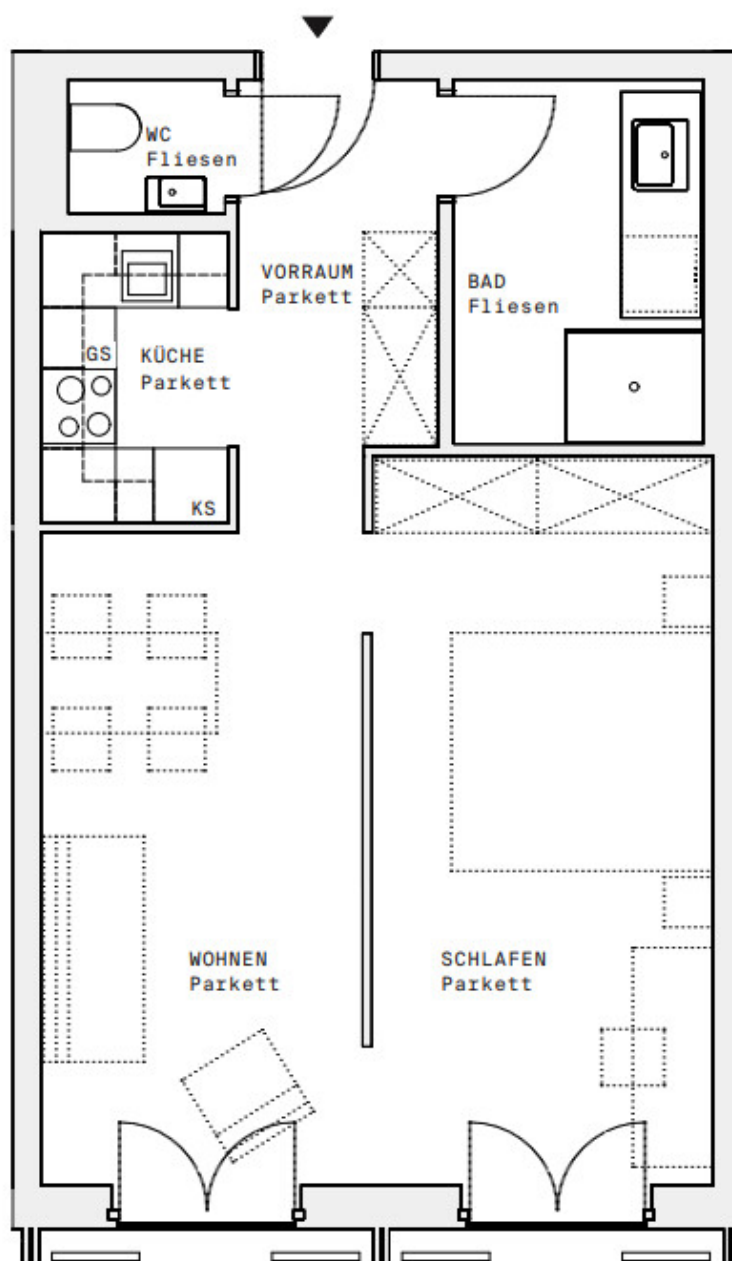 WC
Fliesen
VORRAUM
Parkett
BAD
Fliesen
GS
KÜCHE
Parkett
KS
WOHNEN
Parkett
SCHLAFEN
Parkett